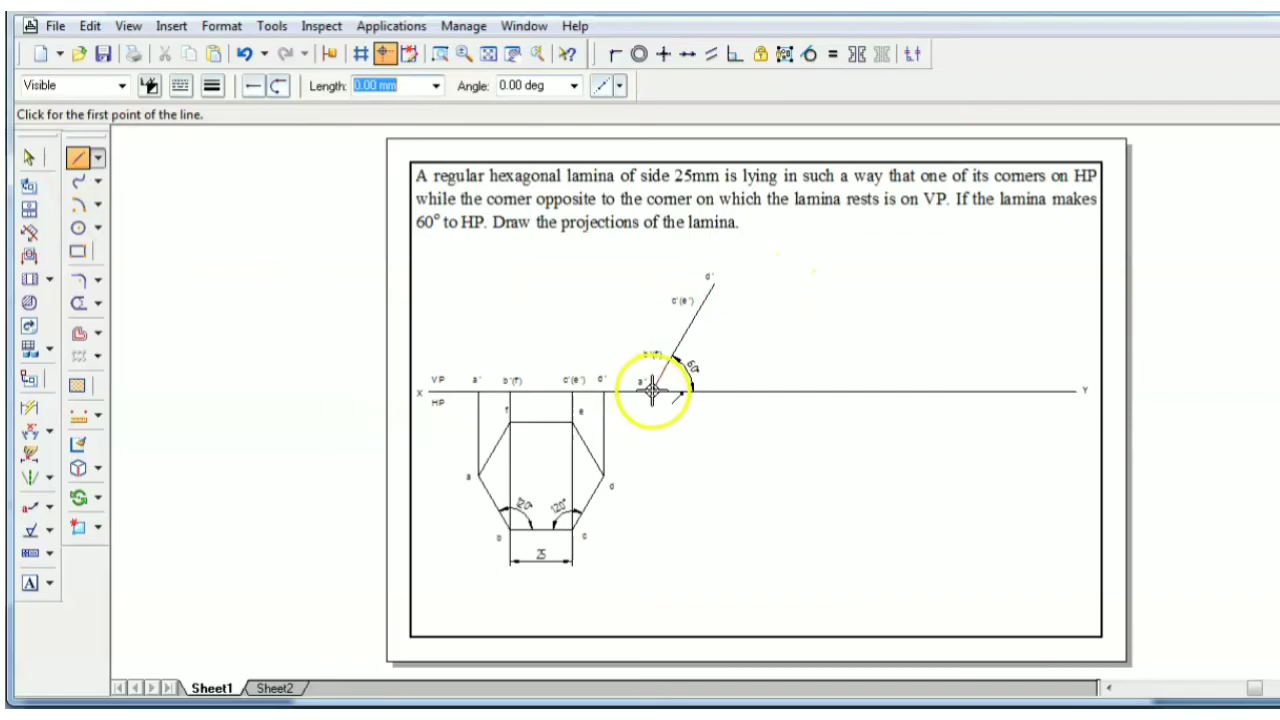 File Edit View Insert Format Tools Inspect Applications Manage Window Help
Visible Length: 0.00 mm Angle: 0.00 deg
Click for the first point of the line.
A regular hexagonal lamina of side 25mm is lying in such a way that one of its corners on HP
while the corner opposite to the corner on which the lamina rests is on VP. If the lamina makes
60° to HP. Draw the projections of the lamina.
d'
c'(e')
b'(f')
60°
VP a' b'(f') c'(e') d' a'
X Y
HP
f e
a d
120° 120°
b c
25
Sheet1 Sheet2